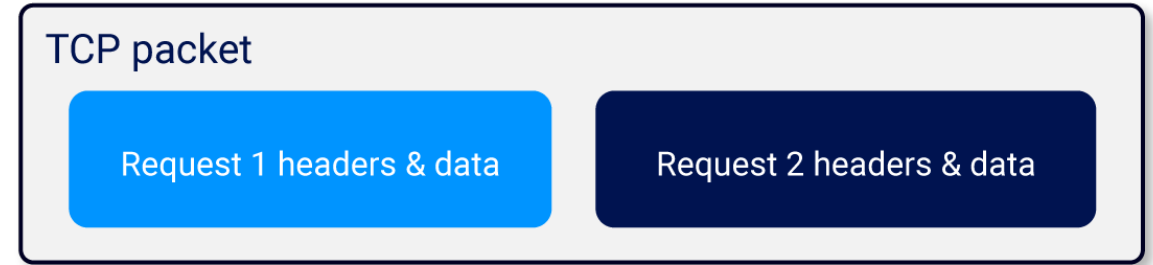 TCP packet
Request 1 headers & data
Request 2 headers & data